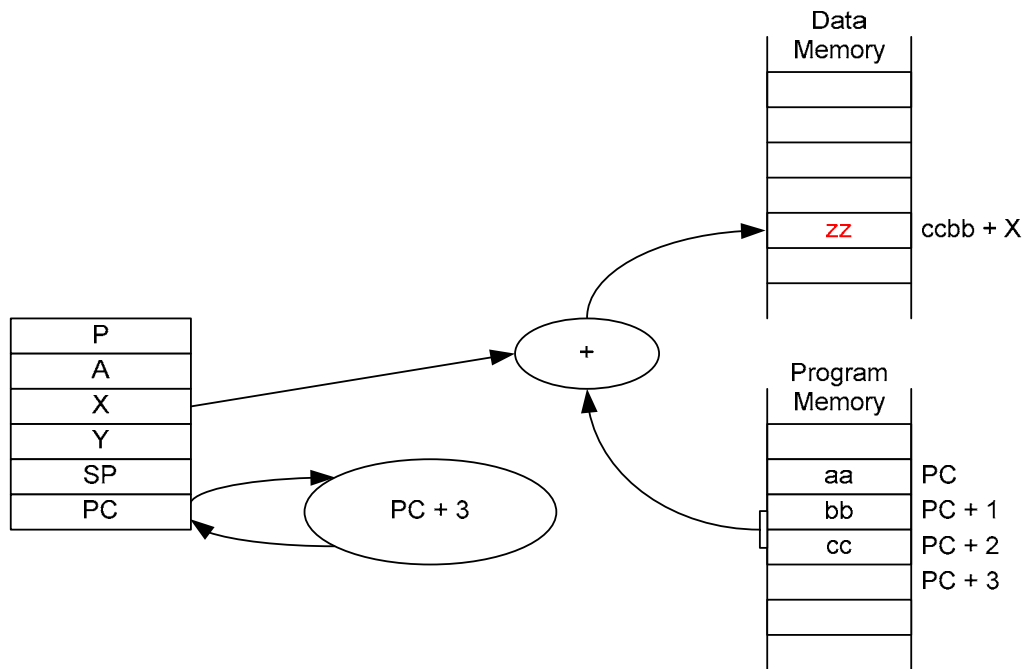 Data
Memory
zz
ccbb + X
P
A
X
Y
SP
PC
+
PC + 3
Program
Memory
aa
PC
bb
PC + 1
cc
PC + 2
PC + 3